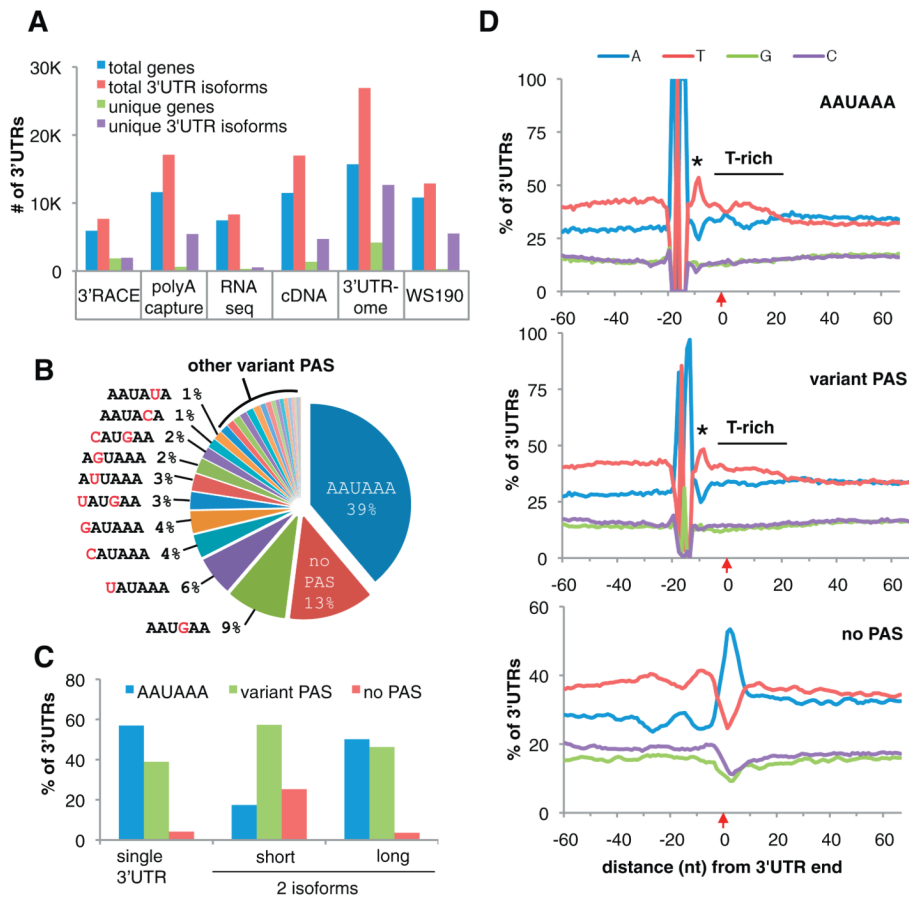 A
30K
20K
10K
0
# of 3'UTRs
total genes
total 3'UTR isoforms
unique genes
unique 3'UTR isoforms
3'RACE
polyA capture
RNA seq
cDNA
3'UTR-ome
WS190
B
other variant PAS
AAUAUA 1%
AAUACA 1%
CAUGAA 2%
AGUAAA 2%
AUUAAA 3%
UAUGAA 3%
GAUAAA 4%
CAUAAA 4%
UAUAAA 6%
AAUGAA 9%
AAUAAA
39%
no
PAS
13%
C
80
60
40
20
0
% of 3'UTRs
AAUAAA
variant PAS
no PAS
single 3'UTR
short
long
2 isoforms
D
A T G C
100
75
50
25
0
% of 3'UTRs
AAUAAA
*
T-rich
-60 -40 -20 0 20 40 60
100
75
50
25
0
% of 3'UTRs
variant PAS
*
T-rich
-60 -40 -20 0 20 40 60
60
40
20
0
% of 3'UTRs
no PAS
-60 -40 -20 0 20 40 60
distance (nt) from 3'UTR end